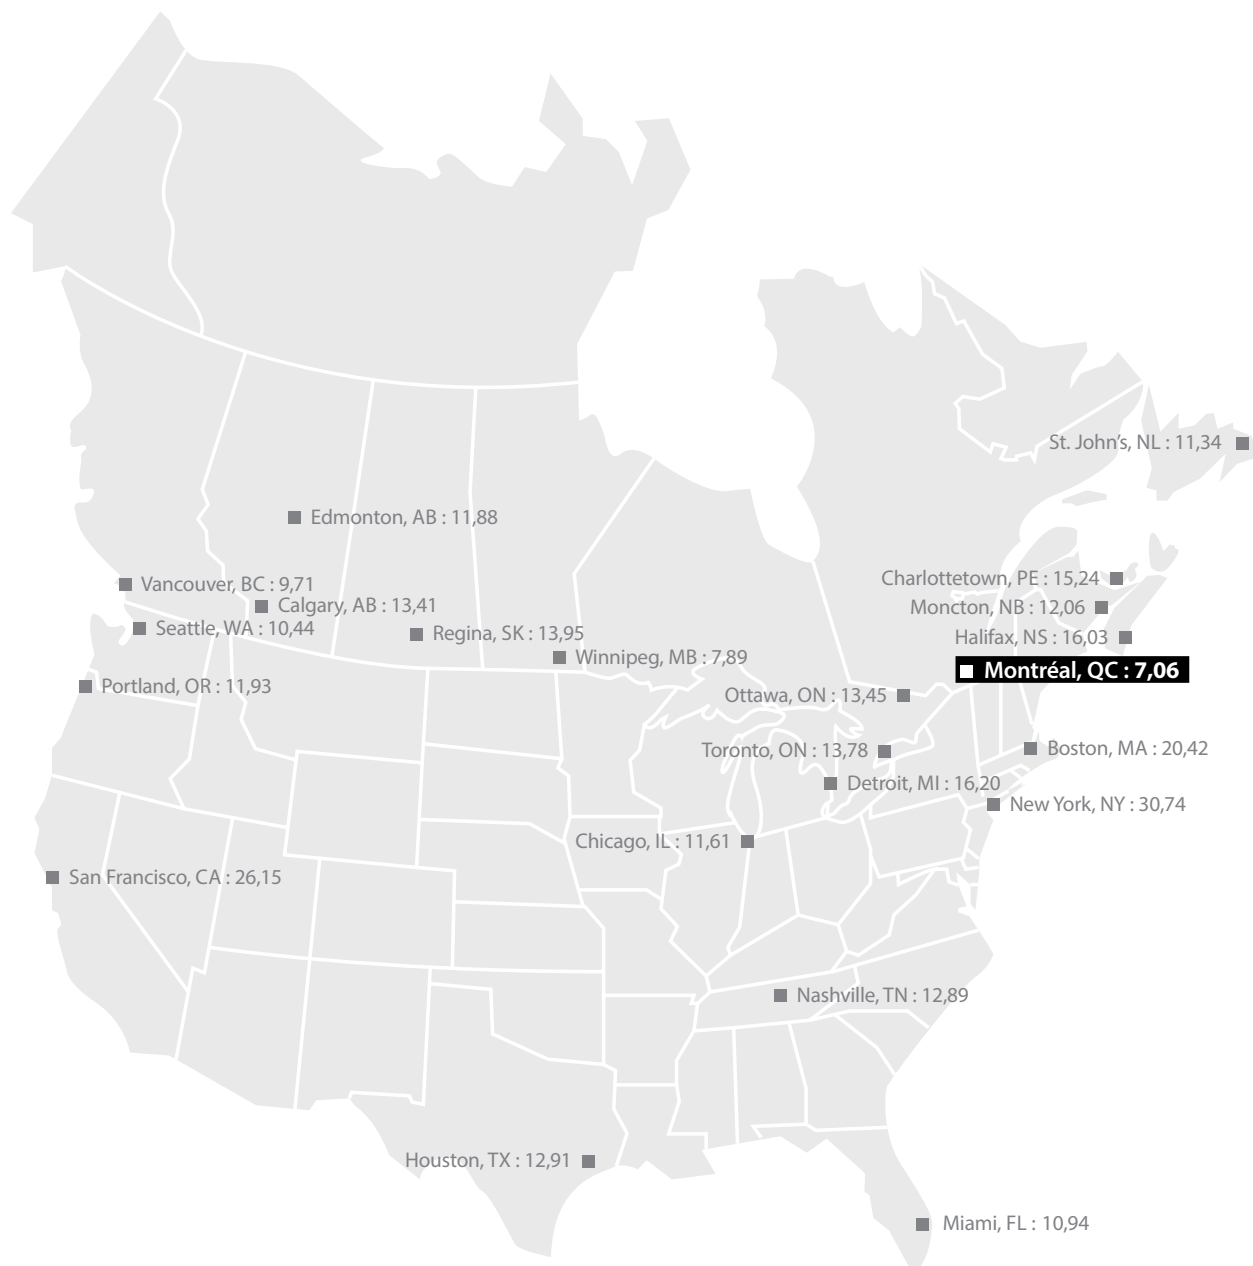 St. John’s, NL : 11,34
Edmonton, AB : 11,88
Charlottetown, PE : 15,24
Vancouver, BC : 9,71
Calgary, AB : 13,41
Moncton, NB : 12,06
Seattle, WA : 10,44
Regina, SK : 13,95
Halifax, NS : 16,03
Winnipeg, MB : 7,89
Montréal, QC : 7,06
Portland, OR : 11,93
Ottawa, ON : 13,45
Toronto, ON : 13,78
Boston, MA : 20,42
Detroit, MI : 16,20
New York, NY : 30,74
Chicago, IL : 11,61
San Francisco, CA : 26,15
Nashville, TN : 12,89
Houston, TX : 12,91
Miami, FL : 10,94